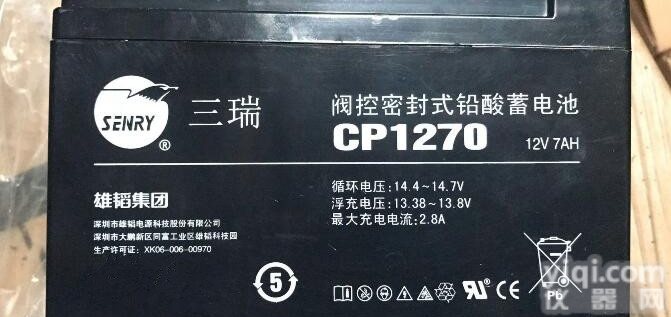 SENRY
®
三瑞
阀控密封式铅酸蓄电池
CP1270 12V 7AH
循环电压：14.4~14.7V
浮充电压：13.38~13.8V
最大充电电流：2.8A
雄韬集团
深圳市雄韬电源科技股份有限公司
深圳市大鹏新区同富工业区雄韬科技园
生产许可证：XK06-006-00970
5
Pb
yiqi.com
仪器网